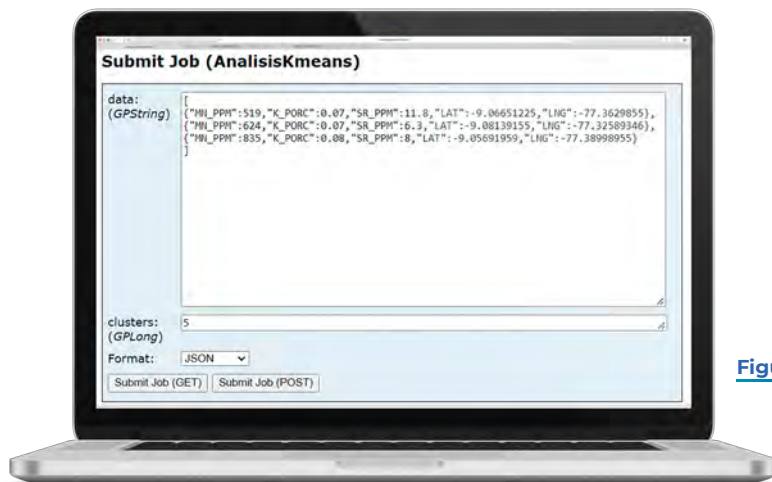 Submit Job (AnalisisKmeans)
data:
(GPString)
[
{"MN_PPM":519,"K_PORC":0.07,"SR_PPM":11.8,"LAT":-9.06651225,"LNG":-77.3629855},
{"MN_PPM":624,"K_PORC":0.07,"SR_PPM":6.3,"LAT":-9.08139155,"LNG":-77.32589346},
{"MN_PPM":835,"K_PORC":0.08,"SR_PPM":8,"LAT":-9.05691959,"LNG":-77.38998955}
]
clusters:
(GPLong)
5
Format:
JSON
Submit Job (GET) Submit Job (POST)
Figu